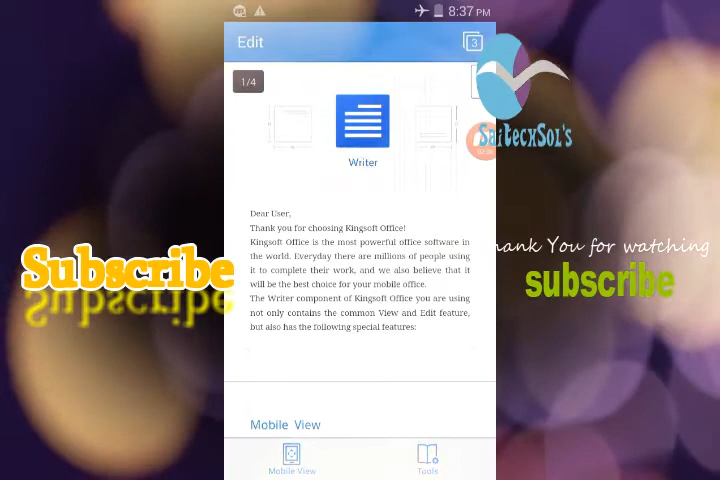 8:37 PM
Edit
3
1/4
Writer
SaitecxSol's
Dear User,
Thank you for choosing Kingsoft Office!
Kingsoft Office is the most powerful office software in
the world. Everyday there are millions of people using
it to complete their work, and we also believe that it
will be the best choice for your mobile office.
The Writer component of Kingsoft Office you are using
not only contains the common View and Edit feature,
but also has the following special features:
Subscribe
Subscribe
hank You for watching
subscribe
Mobile View
Mobile View
Tools